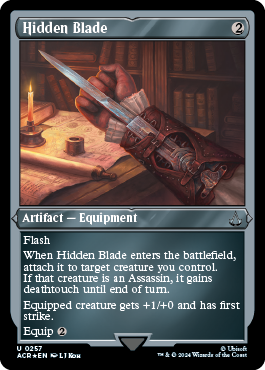 Hidden Blade 2
Artifact — Equipment
Flash
When Hidden Blade enters the battlefield,
attach it to target creature you control.
If that creature is an Assassin, it gains
deathtouch until end of turn.
Equipped creature gets +1/+0 and has first
strike.
Equip 2
U 0257 © Ubisoft
ACR★EN L J Koh ™ & © 2024 Wizards of the Coast